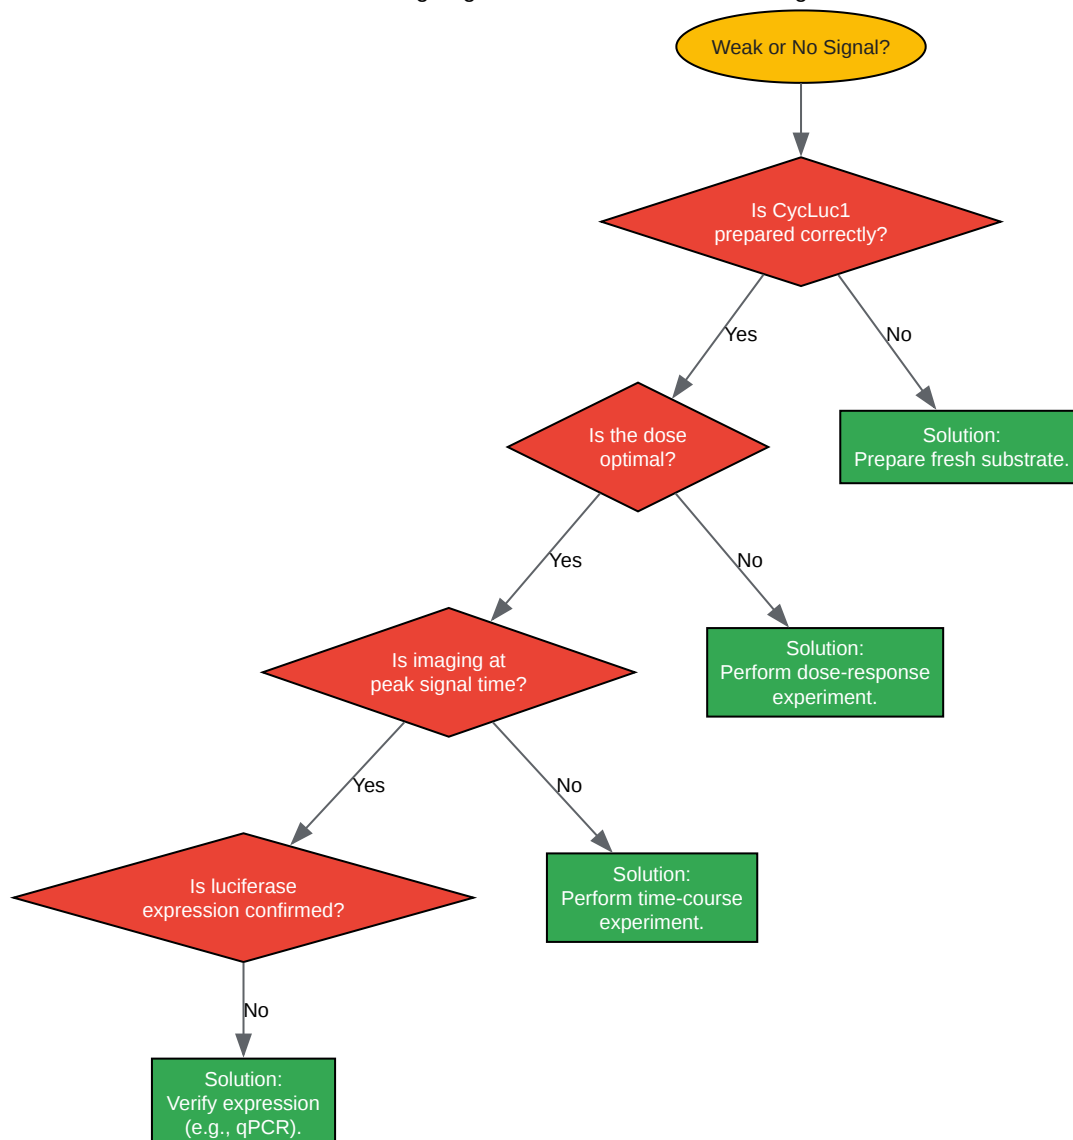 Weak or No Signal?
Is CycLuc1
prepared correctly?
Yes
No
Is the dose
optimal?
Solution:
Prepare fresh substrate.
Yes
No
Is imaging at
peak signal time?
Solution:
Perform dose-response
experiment.
Yes
No
Is luciferase
expression confirmed?
Solution:
Perform time-course
experiment.
No
Solution:
Verify expression
(e.g., qPCR).